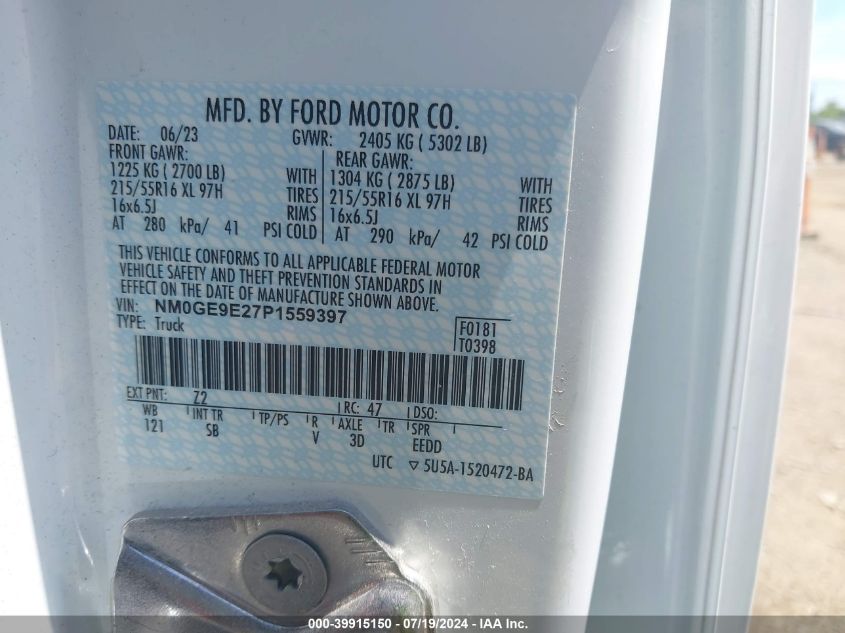 MFD. BY FORD MOTOR CO.
DATE: 06/23 GVWR: 2405 KG ( 5302 LB)
FRONT GAWR: REAR GAWR:
1225 KG ( 2700 LB) WITH 1304 KG ( 2875 LB) WITH
215/55R16 XL 97H TIRES 215/55R16 XL 97H TIRES
16x6.5J RIMS 16x6.5J RIMS
AT 280 kPa/ 41 PSI COLD AT 290 kPa/ 42 PSI COLD
THIS VEHICLE CONFORMS TO ALL APPLICABLE FEDERAL MOTOR
VEHICLE SAFETY AND THEFT PREVENTION STANDARDS IN
EFFECT ON THE DATE OF MANUFACTURE SHOWN ABOVE.
VIN: NM0GE9E27P1559397
TYPE: Truck
F0181
T0398
EXT PNT: Z2 RC: 47 DSO:
WB INT TR TP/PS R AXLE TR SPR
121 SB V 3D EEDD
UTC ▽ 5U5A-1520472-BA
000-39915150 | 07/19/2024 | IAAI.com